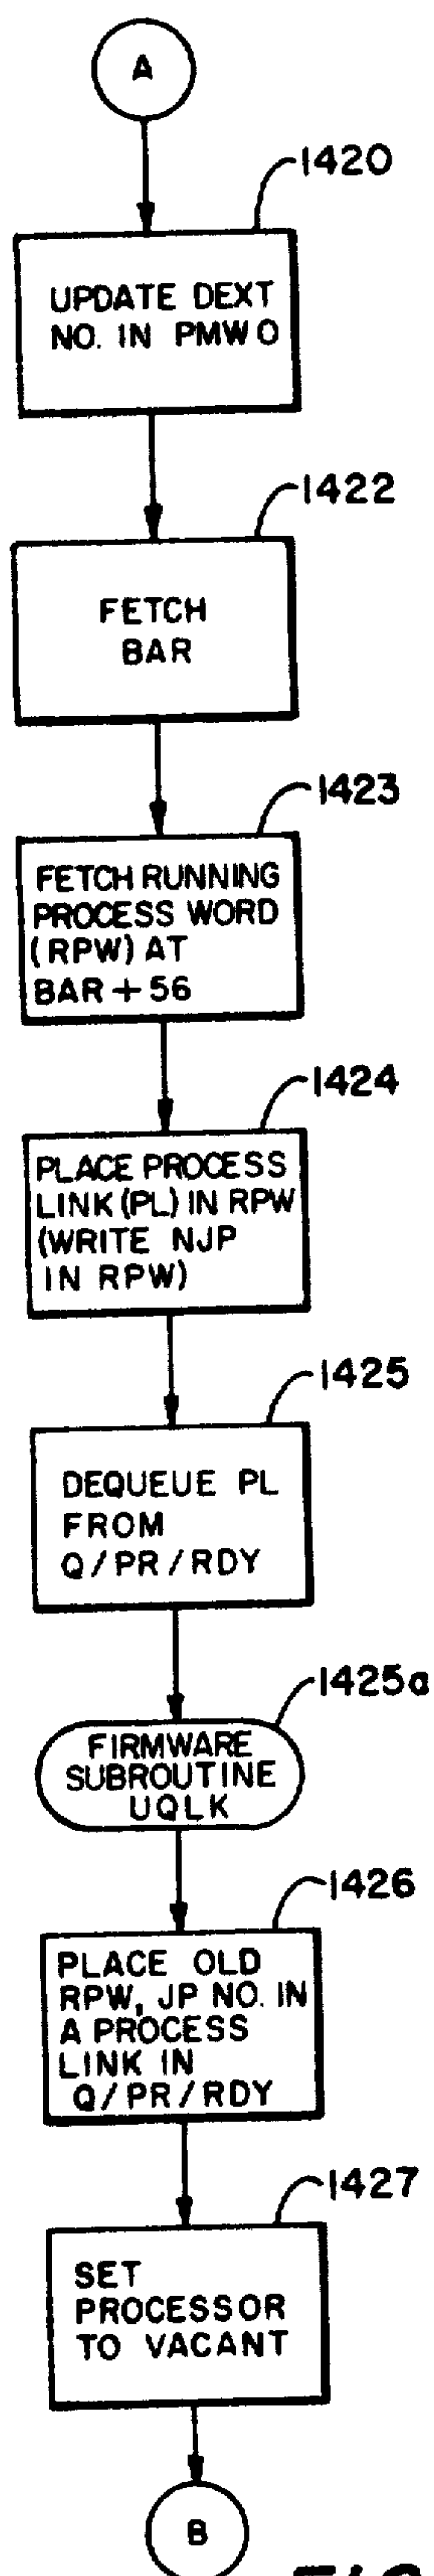 A
1420
UPDATE DEXT
NO. IN PMW 0
1422
FETCH
BAR
1423
FETCH RUNNING
PROCESS WORD
(RPW) AT
BAR + 56
1424
PLACE PROCESS
LINK (PL) IN RPW
(WRITE NJP
IN RPW)
1425
DEQUEUE PL
FROM
Q/PR/RDY
1425a
FIRMWARE
SUBROUTINE
UQLK
1426
PLACE OLD
RPW, JP NO. IN
A PROCESS
LINK IN
Q/PR/RDY
1427
SET
PROCESSOR
TO VACANT
B